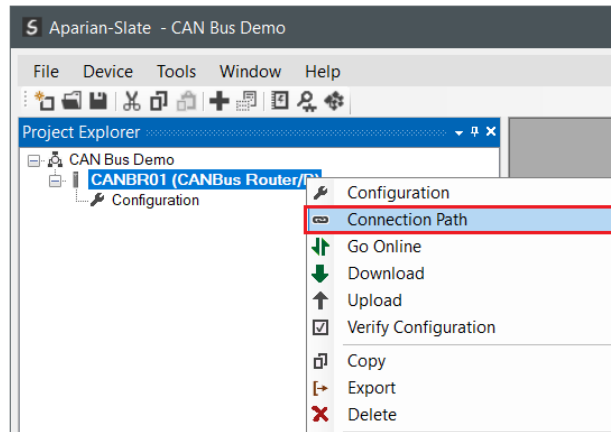 S Aparian-Slate - CAN Bus Demo
File Device Tools Window Help
Project Explorer
CAN Bus Demo
CANBR01 (CANBus Router/B)
Configuration
Configuration
Connection Path
Go Online
Download
Upload
Verify Configuration
Copy
Export
Delete